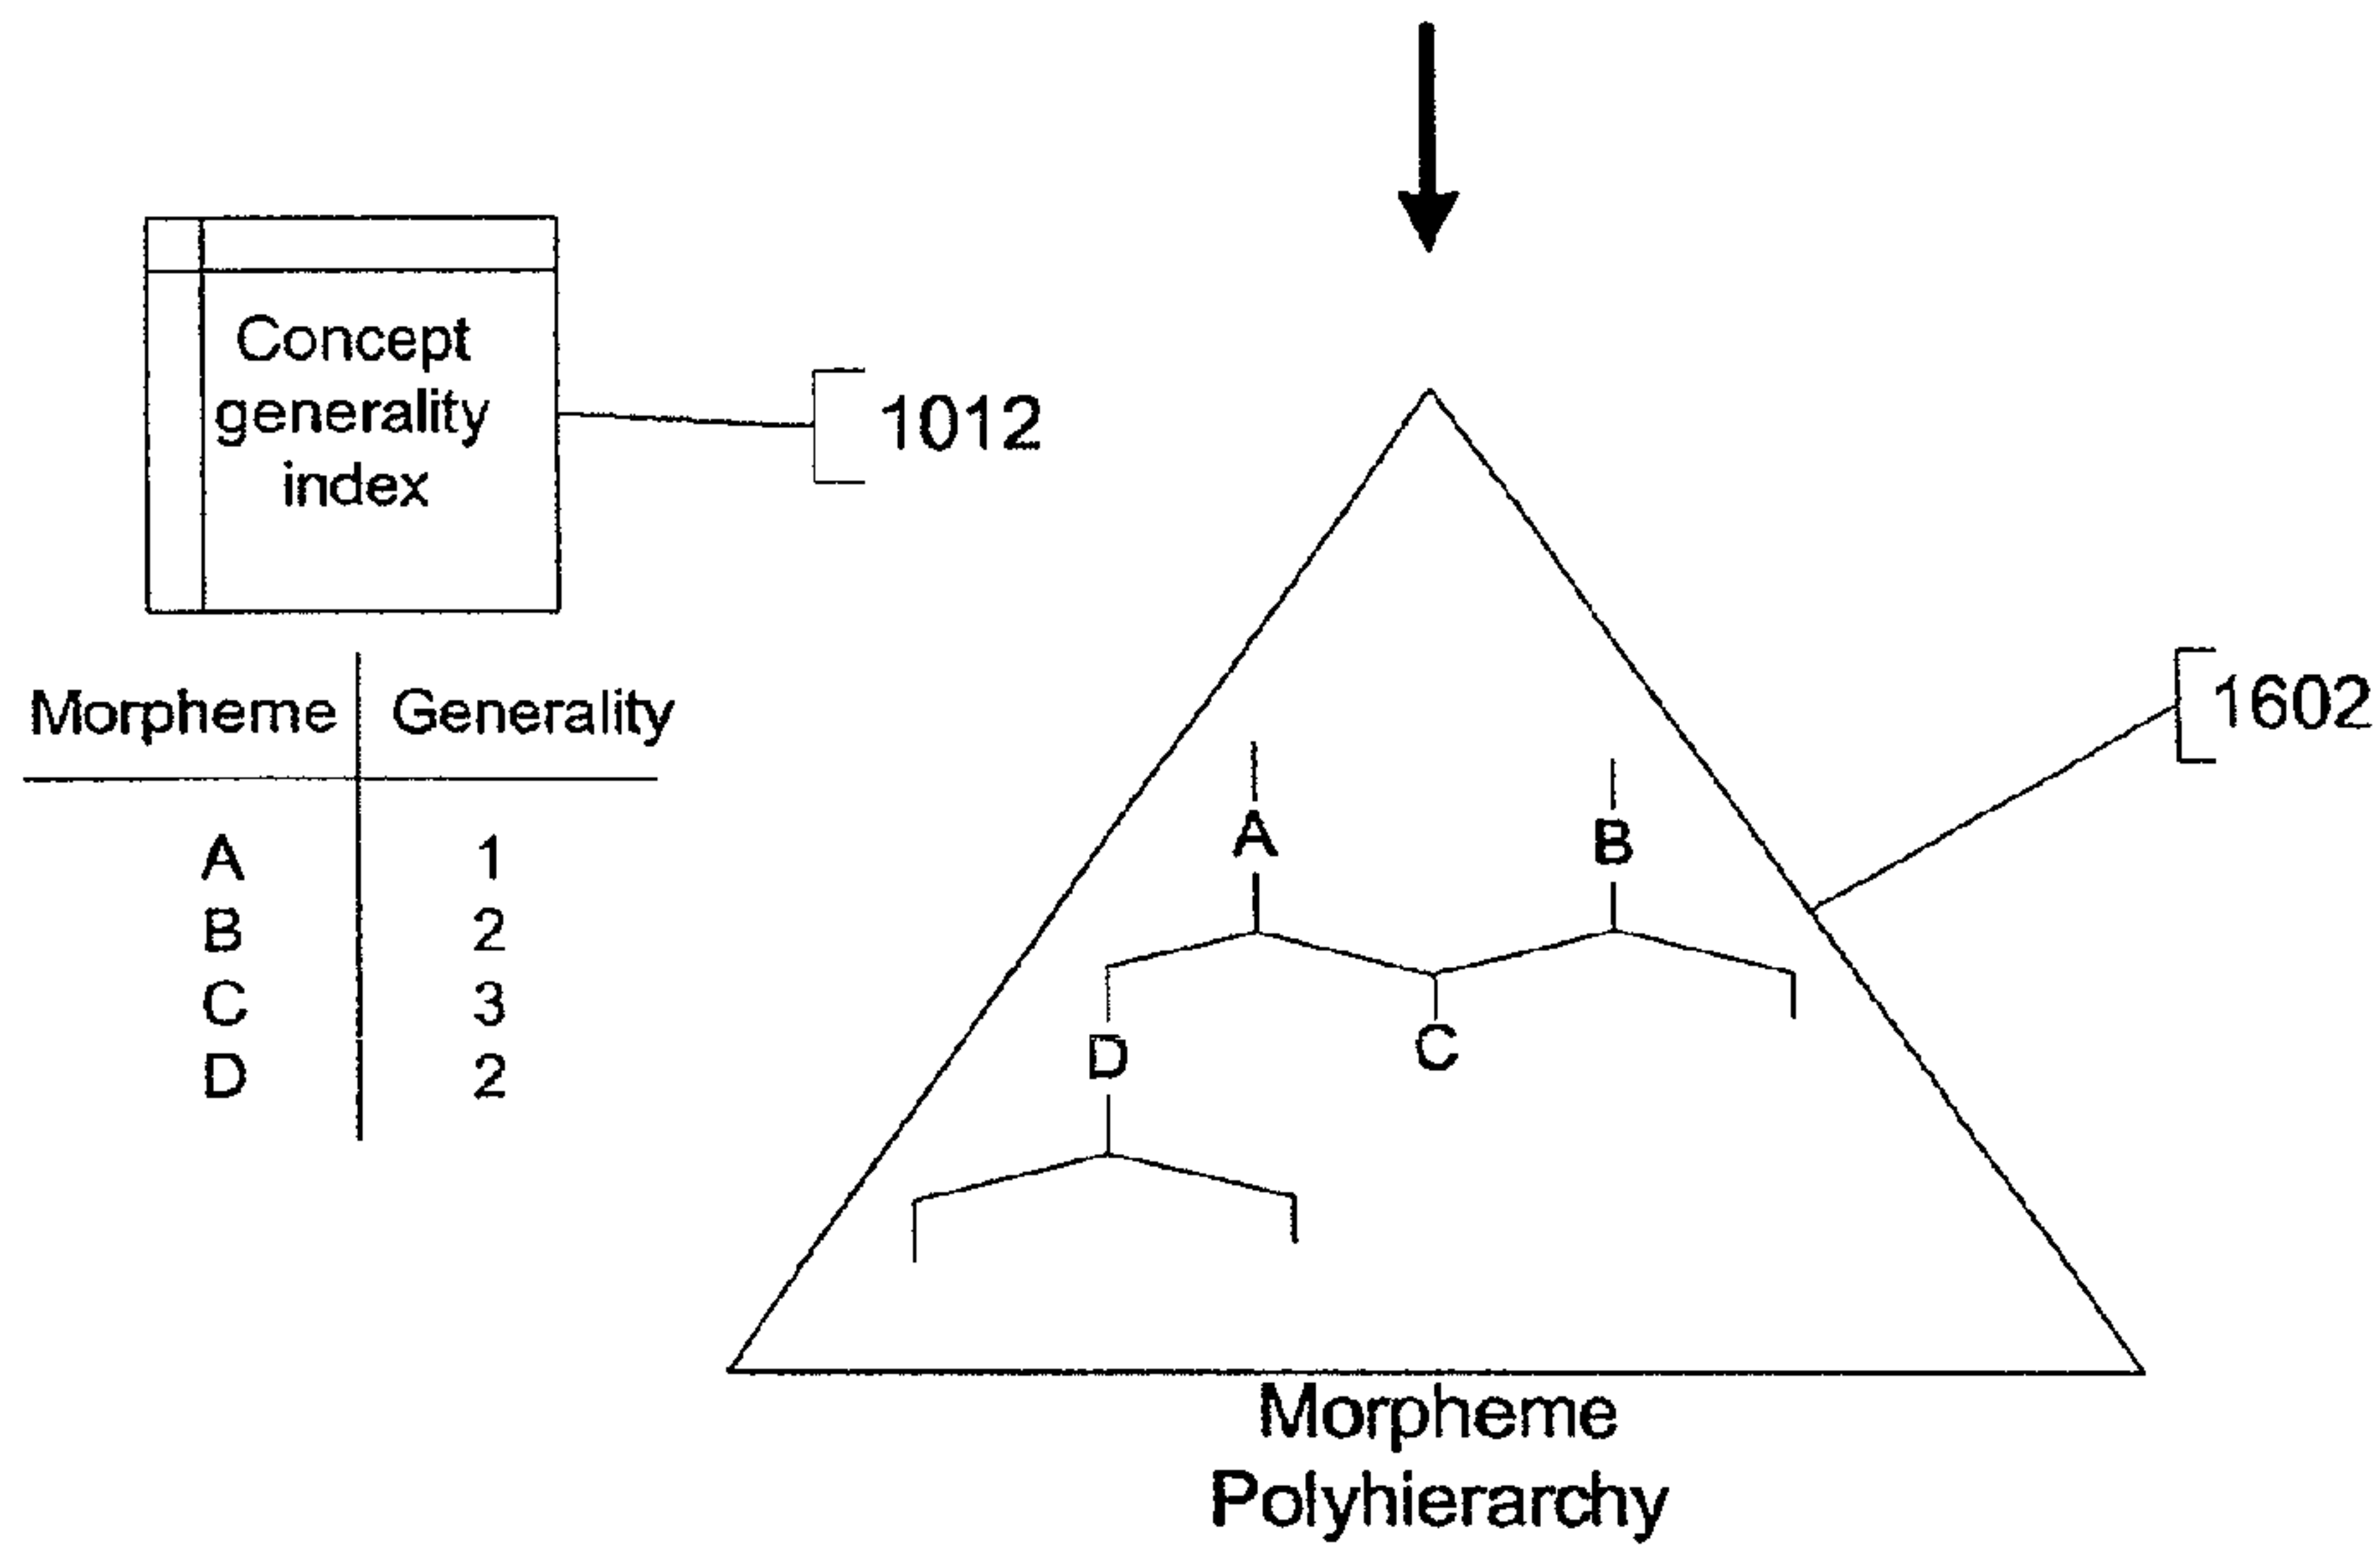 Concept
generality
index
1012
Morpheme Generality
A 1
B 2
C 3
D 2
1602
A B
D C
Morpheme
Polyhierarchy